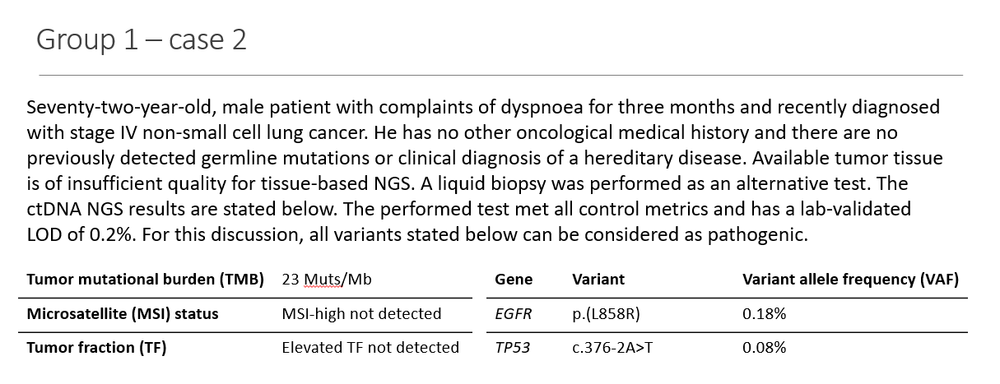 Group 1 – case 2
Seventy-two-year-old, male patient with complaints of dyspnoea for three months and recently diagnosed
with stage IV non-small cell lung cancer. He has no other oncological medical history and there are no
previously detected germline mutations or clinical diagnosis of a hereditary disease. Available tumor tissue
is of insufficient quality for tissue-based NGS. A liquid biopsy was performed as an alternative test. The
ctDNA NGS results are stated below. The performed test met all control metrics and has a lab-validated
LOD of 0.2%. For this discussion, all variants stated below can be considered as pathogenic.
Tumor mutational burden (TMB) 23 Muts/Mb
Microsatellite (MSI) status MSI-high not detected
Tumor fraction (TF) Elevated TF not detected
Gene Variant Variant allele frequency (VAF)
EGFR p.(L858R) 0.18%
TP53 c.376-2A>T 0.08%